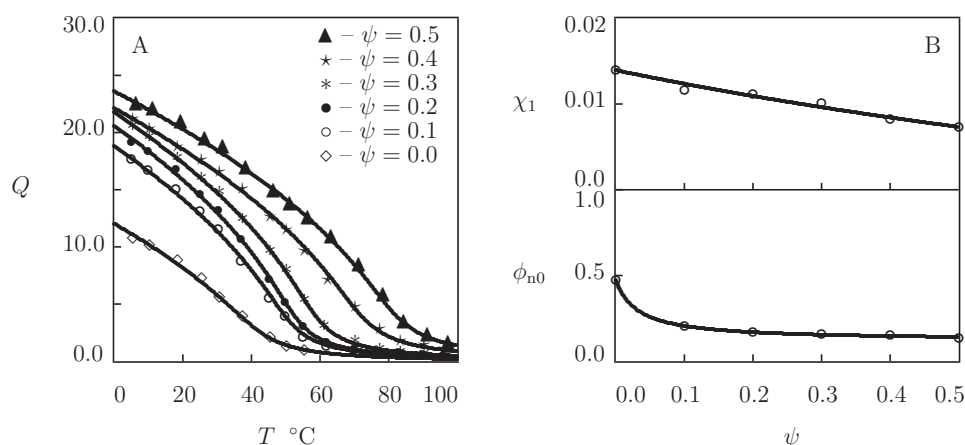 30.0
A
▲ – ψ = 0.5
★ – ψ = 0.4
* – ψ = 0.3
● – ψ = 0.2
○ – ψ = 0.1
◇ – ψ = 0.0
20.0
Q
10.0
0.0
0 20 40 60 80 100
T °C
0.02
B
χ1
0.01
0.0
1.0
ϕn0
0.5
0.0
0.0 0.1 0.2 0.3 0.4 0.5
ψ